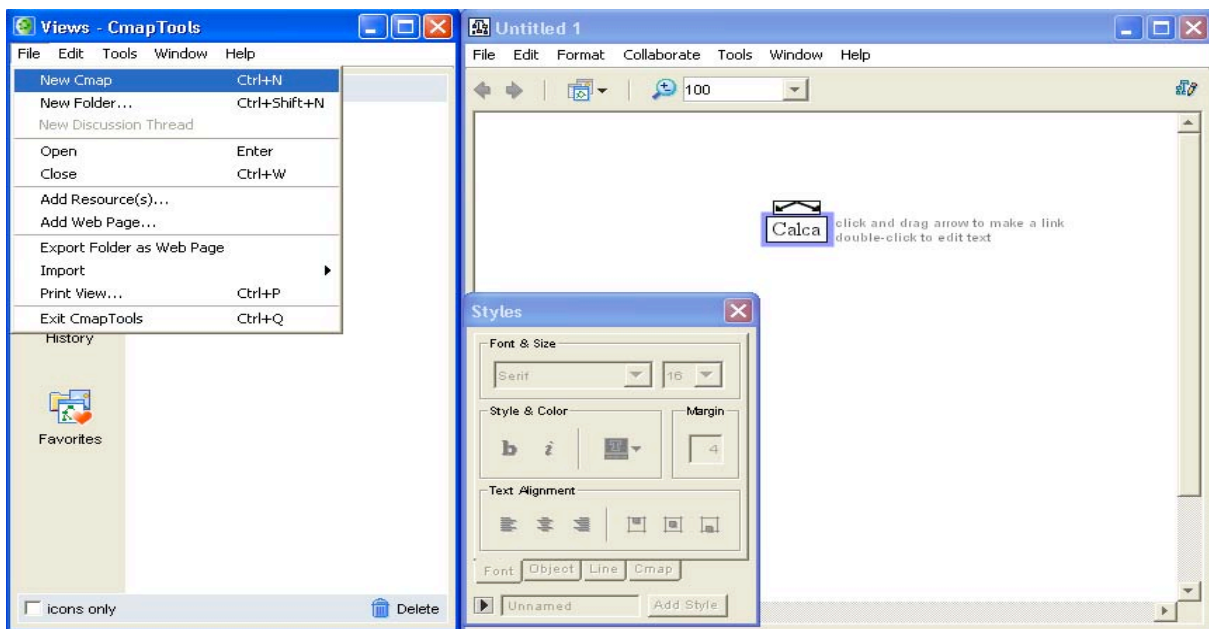 Views - CmapTools
File Edit Tools Window Help
New Cmap Ctrl+N
New Folder... Ctrl+Shift+N
New Discussion Thread
Open Enter
Close Ctrl+W
Add Resource(s)...
Add Web Page...
Export Folder as Web Page
Import
Print View... Ctrl+P
Exit CmapTools Ctrl+Q
History
Favorites
icons only Delete
Untitled 1
File Edit Format Collaborate Tools Window Help
100
Calca
click and drag arrow to make a link
double-click to edit text
Styles
Font & Size
Serif 16
Style & Color Margin
b i T 4
Text Alignment
Font Object Line Cmap
Unnamed Add Style